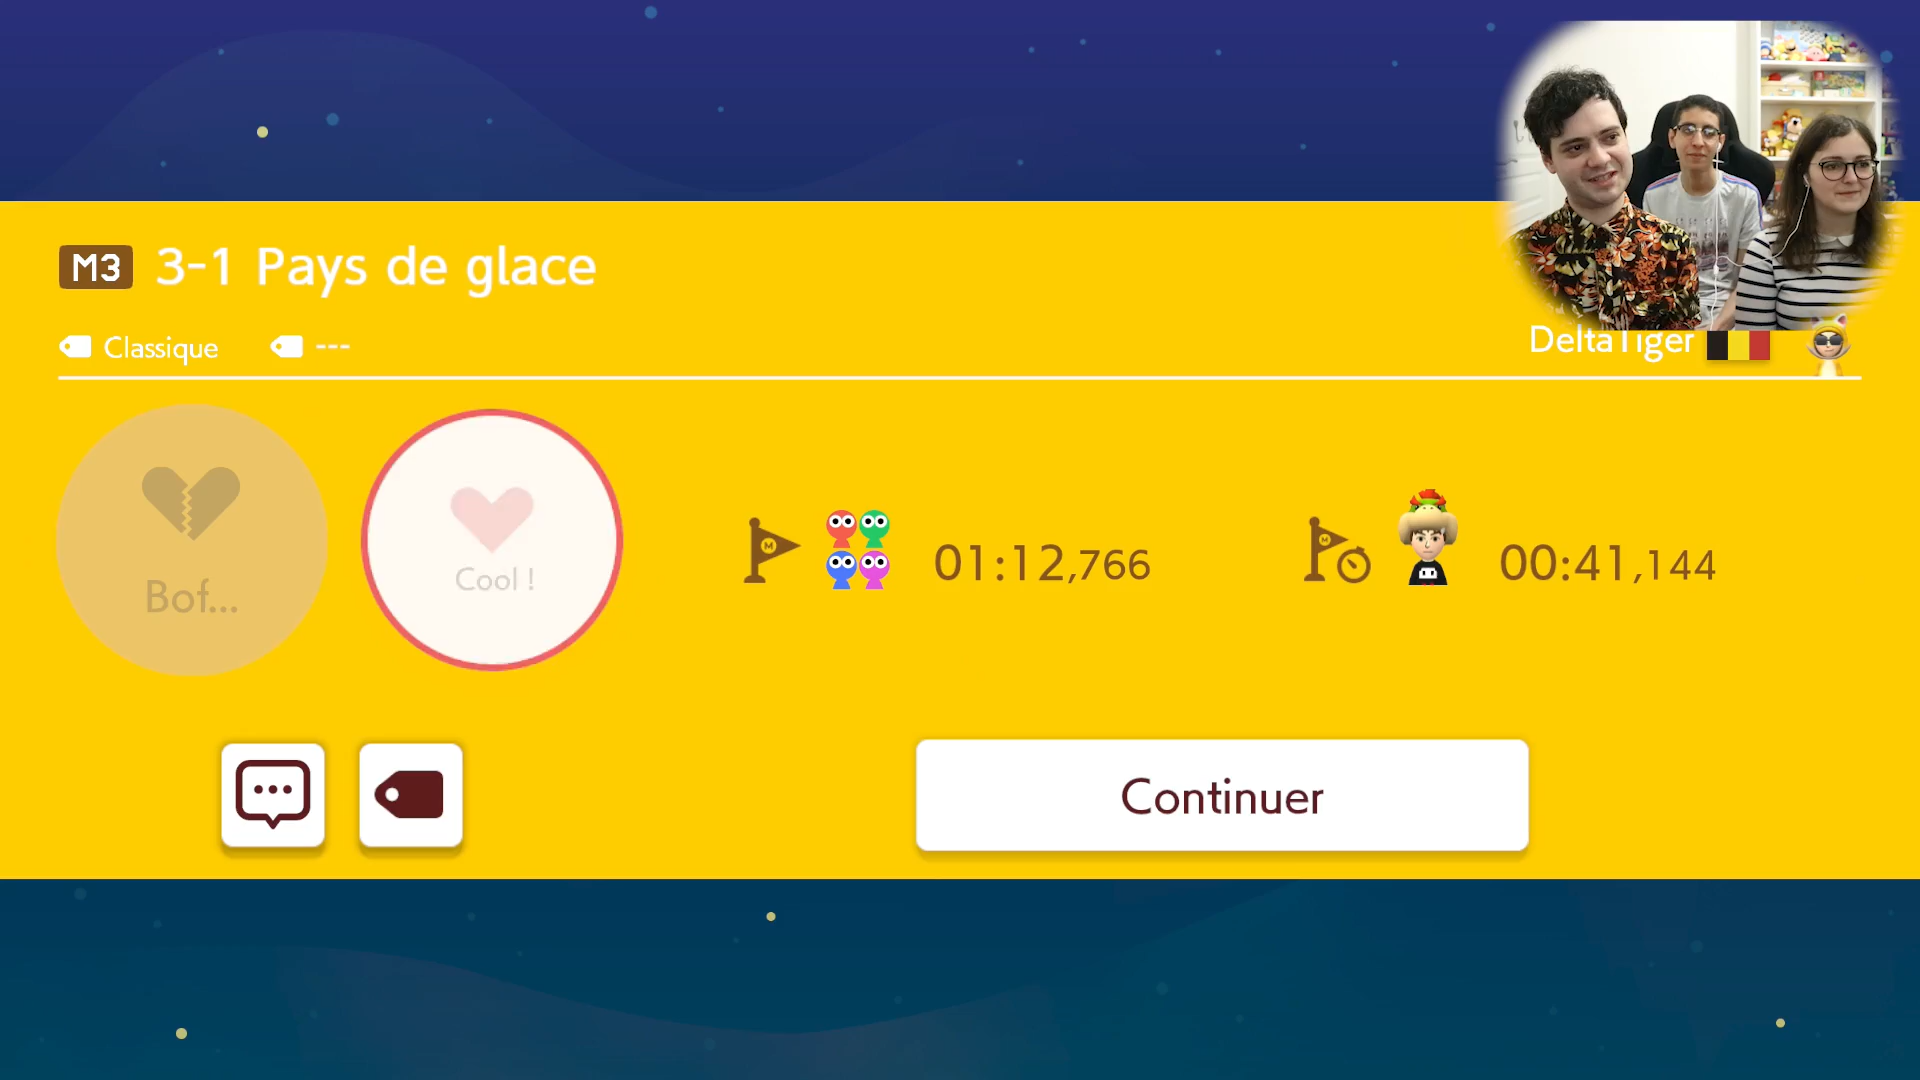 M3 3-1 Pays de glace
Classique ---
DeltaTiger
Bof...
Cool !
01:12,766
00:41,144
Continuer